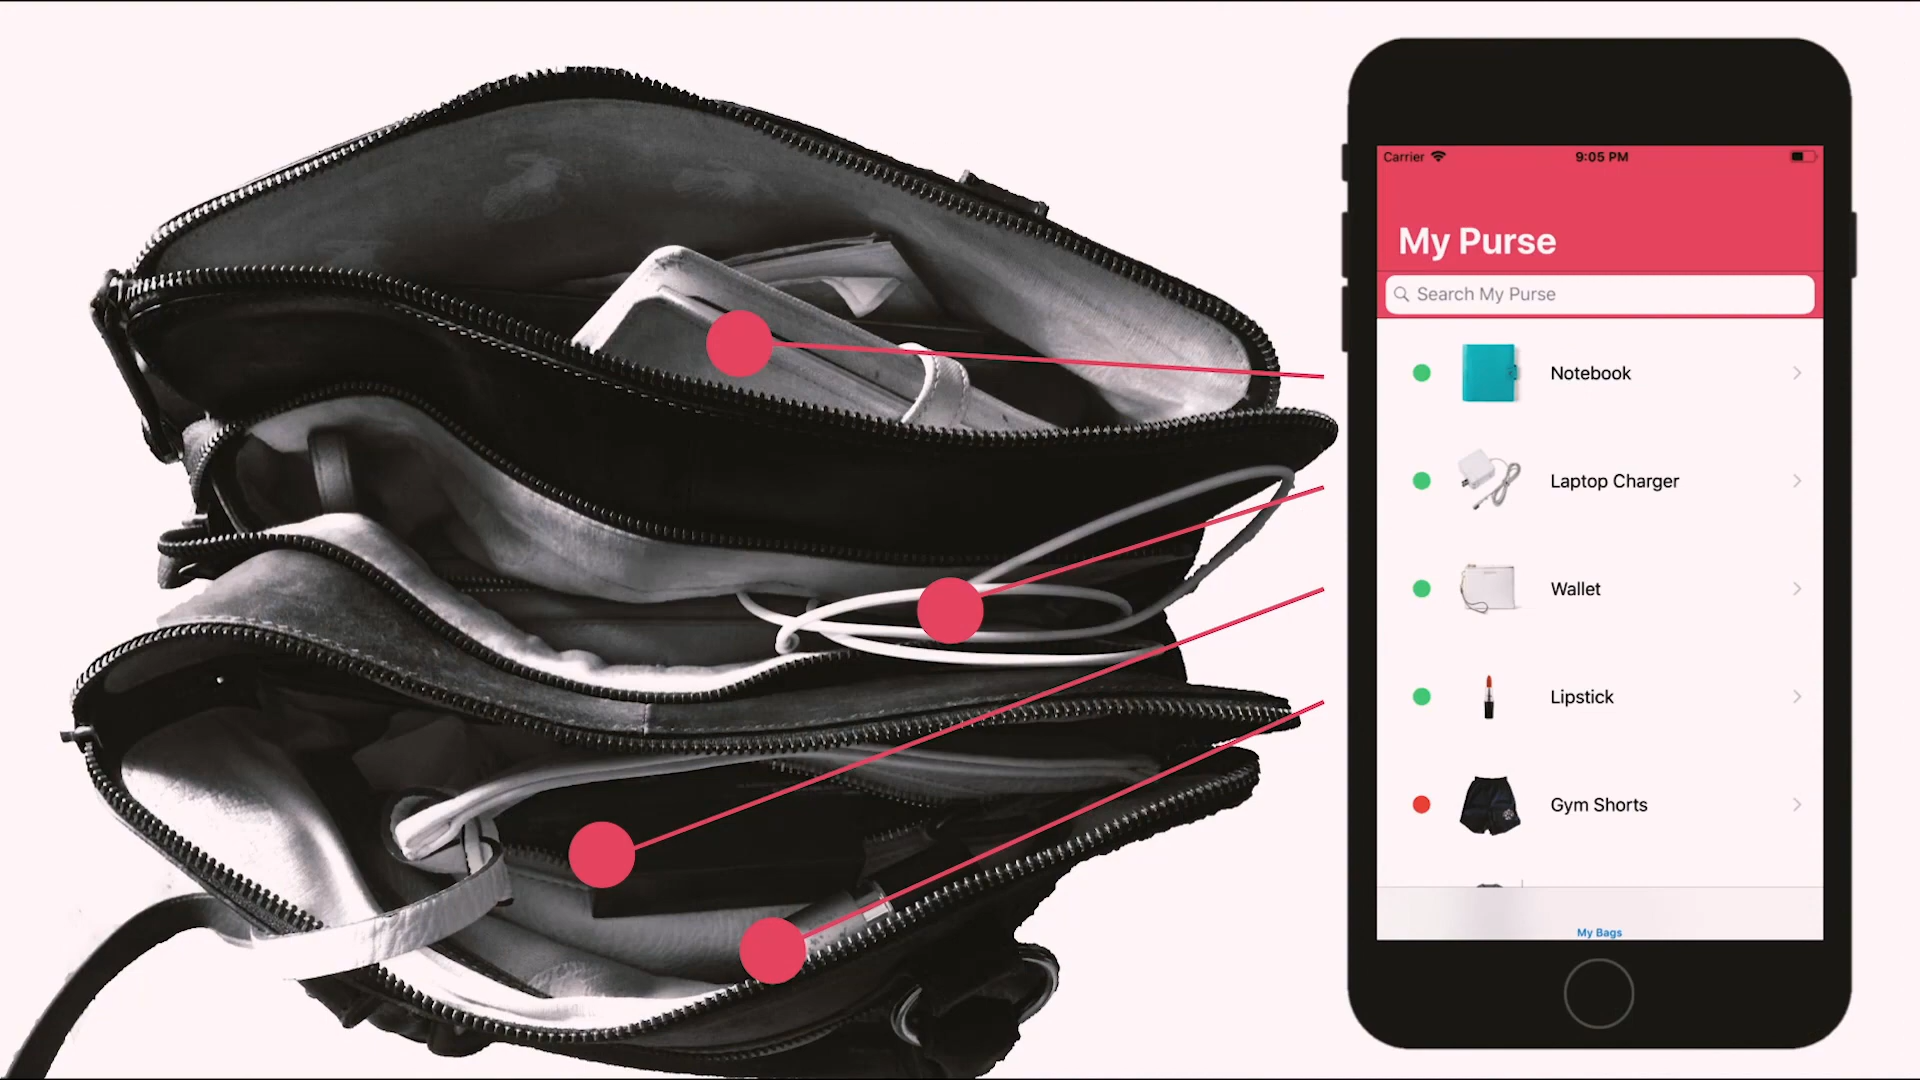 Carrier 9:05 PM
My Purse
Search My Purse
Notebook
Laptop Charger
Wallet
Lipstick
Gym Shorts
My Bags